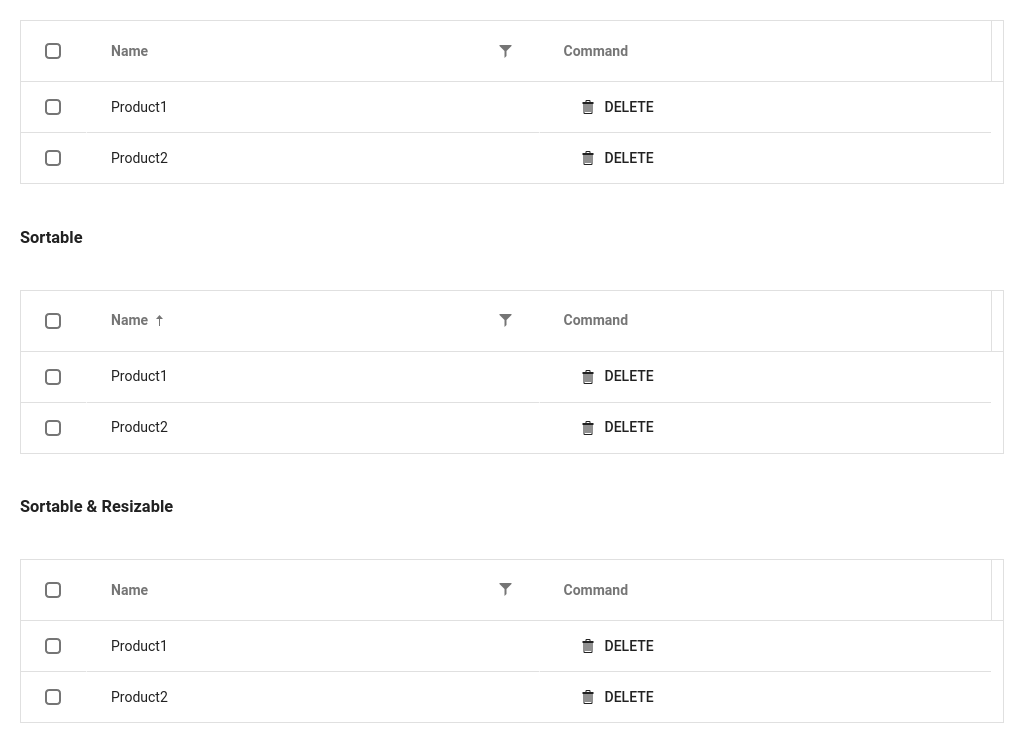 Name Command
Product1 DELETE
Product2 DELETE
Sortable
Name Command
Product1 DELETE
Product2 DELETE
Sortable & Resizable
Name Command
Product1 DELETE
Product2 DELETE